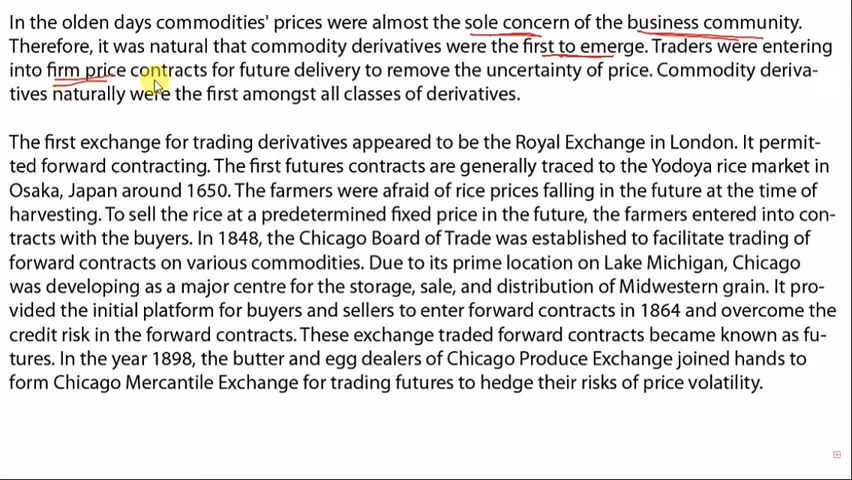 In the olden days commodities' prices were almost the sole concern of the business community.
Therefore, it was natural that commodity derivatives were the first to emerge. Traders were entering
into firm price contracts for future delivery to remove the uncertainty of price. Commodity deriva-
tives naturally were the first amongst all classes of derivatives.
The first exchange for trading derivatives appeared to be the Royal Exchange in London. It permit-
ted forward contracting. The first futures contracts are generally traced to the Yodoya rice market in
Osaka, Japan around 1650. The farmers were afraid of rice prices falling in the future at the time of
harvesting. To sell the rice at a predetermined fixed price in the future, the farmers entered into con-
tracts with the buyers. In 1848, the Chicago Board of Trade was established to facilitate trading of
forward contracts on various commodities. Due to its prime location on Lake Michigan, Chicago
was developing as a major centre for the storage, sale, and distribution of Midwestern grain. It pro-
vided the initial platform for buyers and sellers to enter forward contracts in 1864 and overcome the
credit risk in the forward contracts. These exchange traded forward contracts became known as fu-
tures. In the year 1898, the butter and egg dealers of Chicago Produce Exchange joined hands to
form Chicago Mercantile Exchange for trading futures to hedge their risks of price volatility.